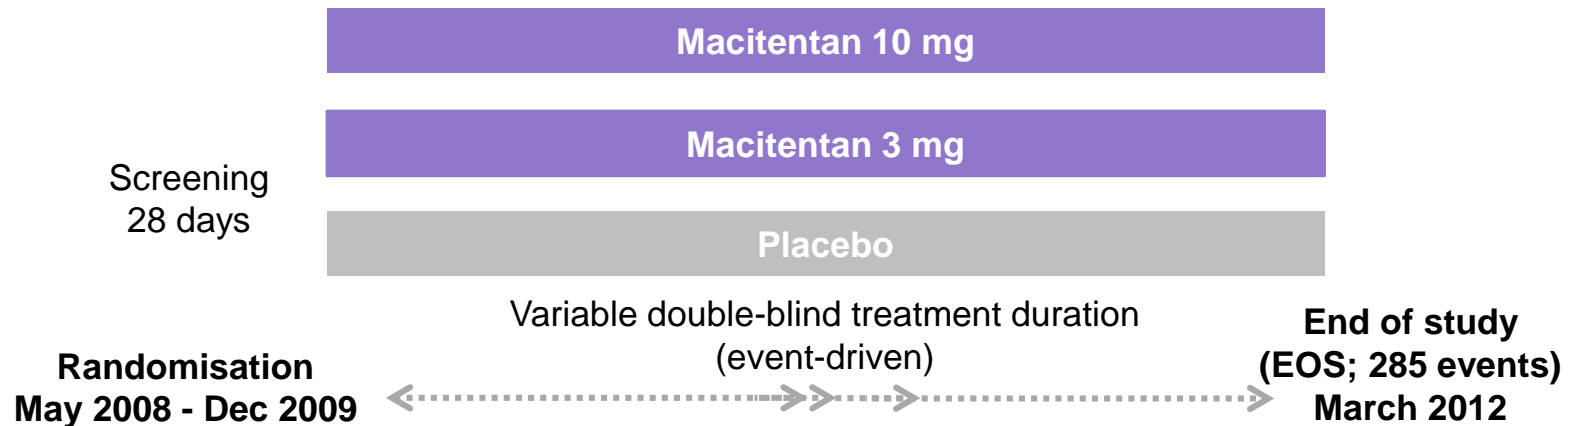 Macitentan 10 mg
Macitentan 3 mg
Screening
28 days
Placebo
Variable double-blind treatment duration
(event-driven)
Randomisation
May 2008 - Dec 2009
End of study
(EOS; 285 events)
March 2012